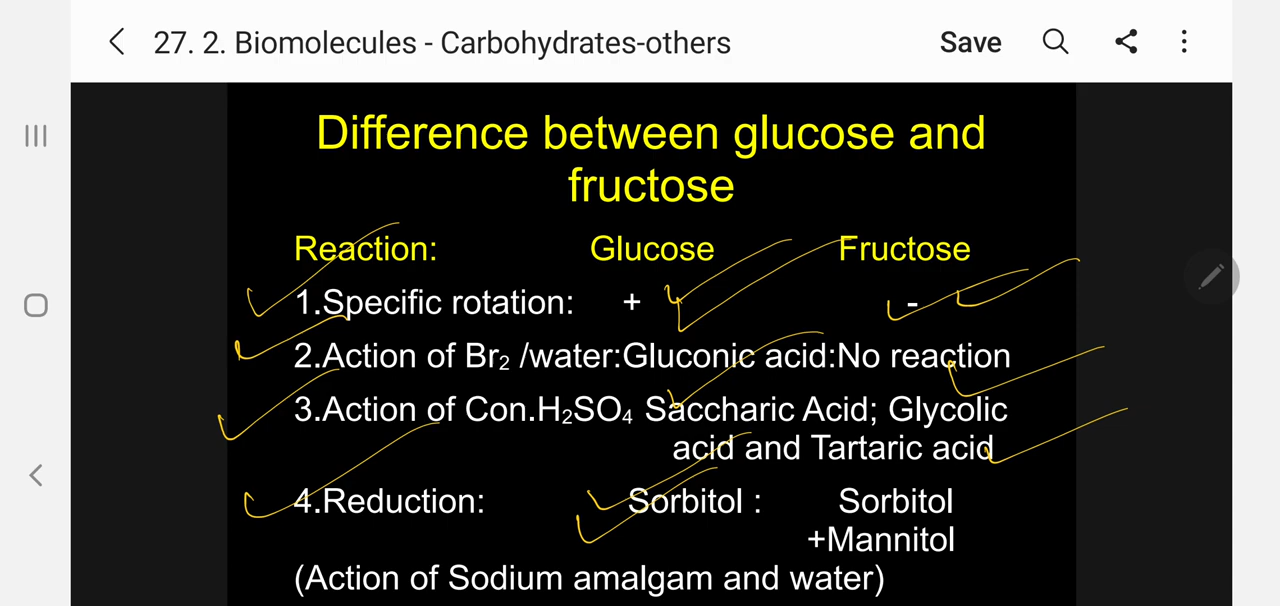 27. 2. Biomolecules - Carbohydrates-others Save
Difference between glucose and
fructose
Reaction: Glucose Fructose
1.Specific rotation: + -
2.Action of Br₂ /water:Gluconic acid:No reaction
3.Action of Con.H₂SO₄ Saccharic Acid; Glycolic
acid and Tartaric acid
4.Reduction: Sorbitol : Sorbitol
+Mannitol
(Action of Sodium amalgam and water)